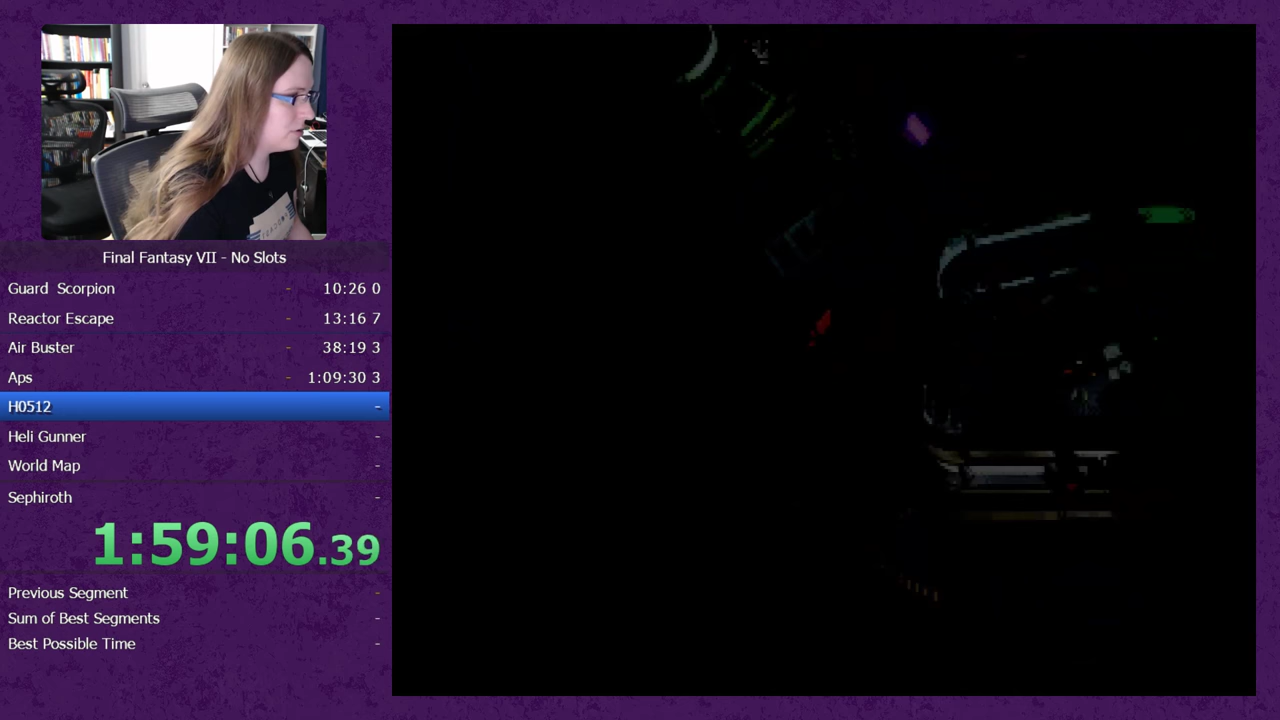 Final Fantasy VII - No Slots
Guard Scorpion - 10:26 0
Reactor Escape - 13:16 7
Air Buster - 38:19 3
Aps - 1:09:30 3
H0512 -
Heli Gunner -
World Map -
Sephiroth -
1:59:06.39
Previous Segment -
Sum of Best Segments -
Best Possible Time -